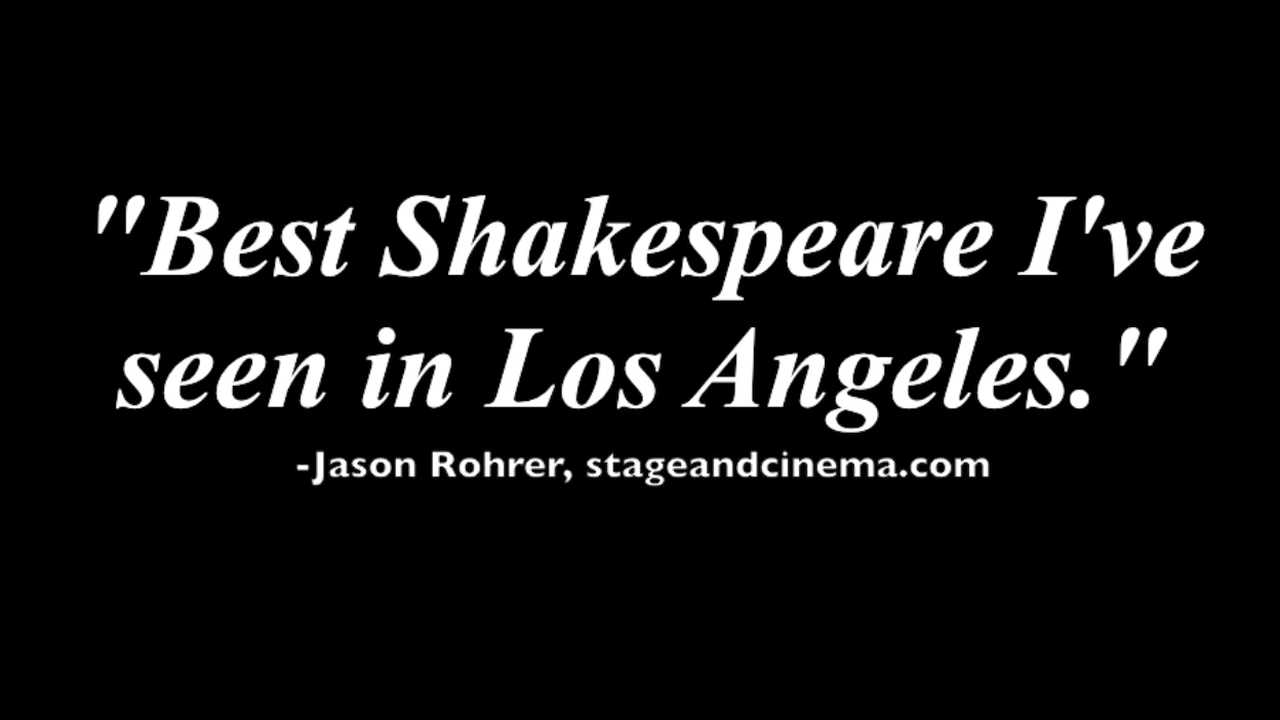 "Best Shakespeare I've
seen in Los Angeles."
-Jason Rohrer, stageandcinema.com